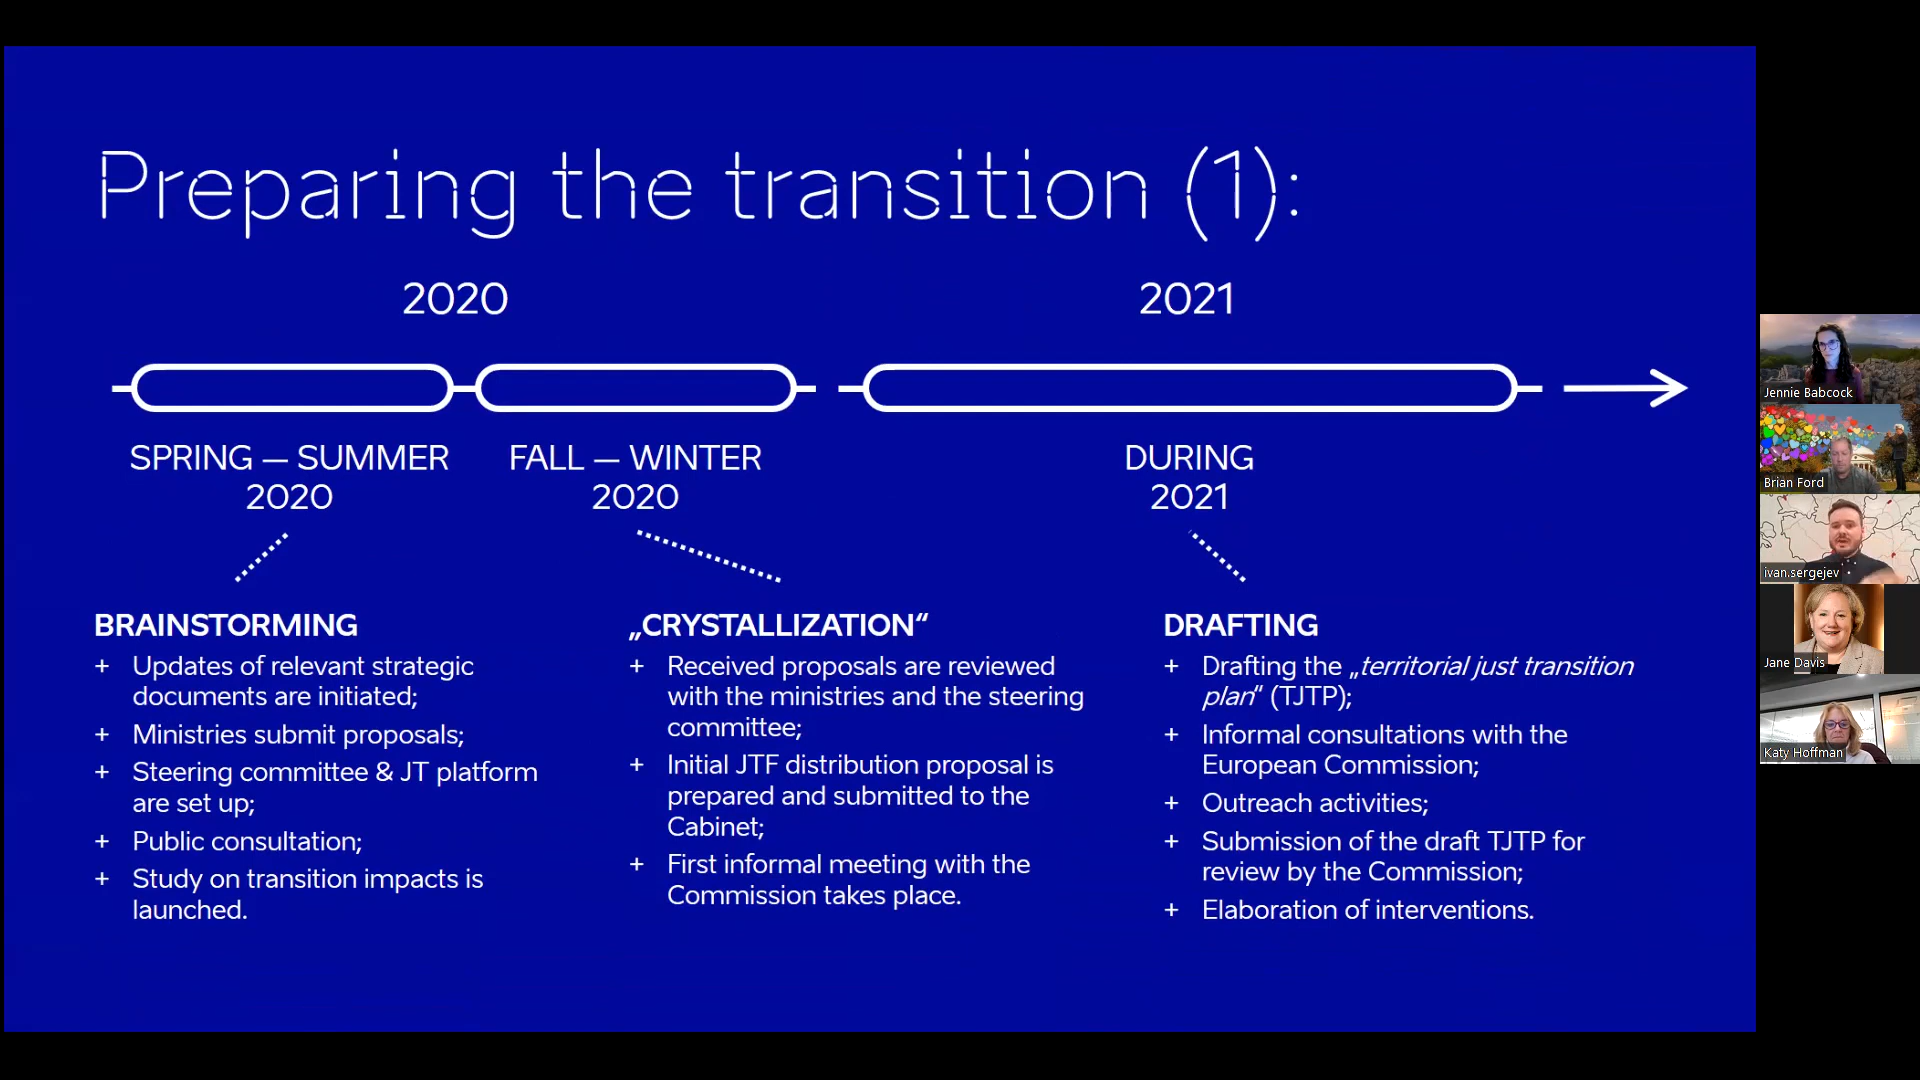 Preparing the transition (1):
2020
2021
SPRING — SUMMER
2020
FALL — WINTER
2020
DURING
2021
BRAINSTORMING
+ Updates of relevant strategic
documents are initiated;
+ Ministries submit proposals;
+ Steering committee & JT platform
are set up;
+ Public consultation;
+ Study on transition impacts is
launched.
„CRYSTALLIZATION“
+ Received proposals are reviewed
with the ministries and the steering
committee;
+ Initial JTF distribution proposal is
prepared and submitted to the
Cabinet;
+ First informal meeting with the
Commission takes place.
DRAFTING
+ Drafting the „territorial just transition
plan“ (TJTP);
+ Informal consultations with the
European Commission;
+ Outreach activities;
+ Submission of the draft TJTP for
review by the Commission;
+ Elaboration of interventions.
Jennie Babcock
Brian Ford
ivan.sergejev
Jane Davis
Katy Hoffman